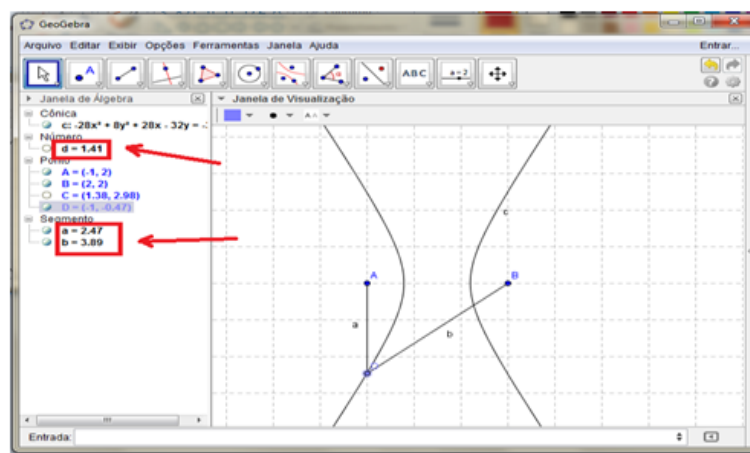 GeoGebra
Arquivo Editar Exibir Opções Ferramentas Janela Ajuda
Entrar...
A
ABC
a=2
Janela de Álgebra
Janela de Visualização
Cônica
c: -28x² + 8y² + 28x - 32y =
Número
d = 1.41
Ponto
A = (-1, 2)
B = (2, 2)
C = (1.38, 2.98)
D = (-1, -0.47)
Segmento
a = 2.47
b = 3.89
c
A
B
a
b
Entrada: